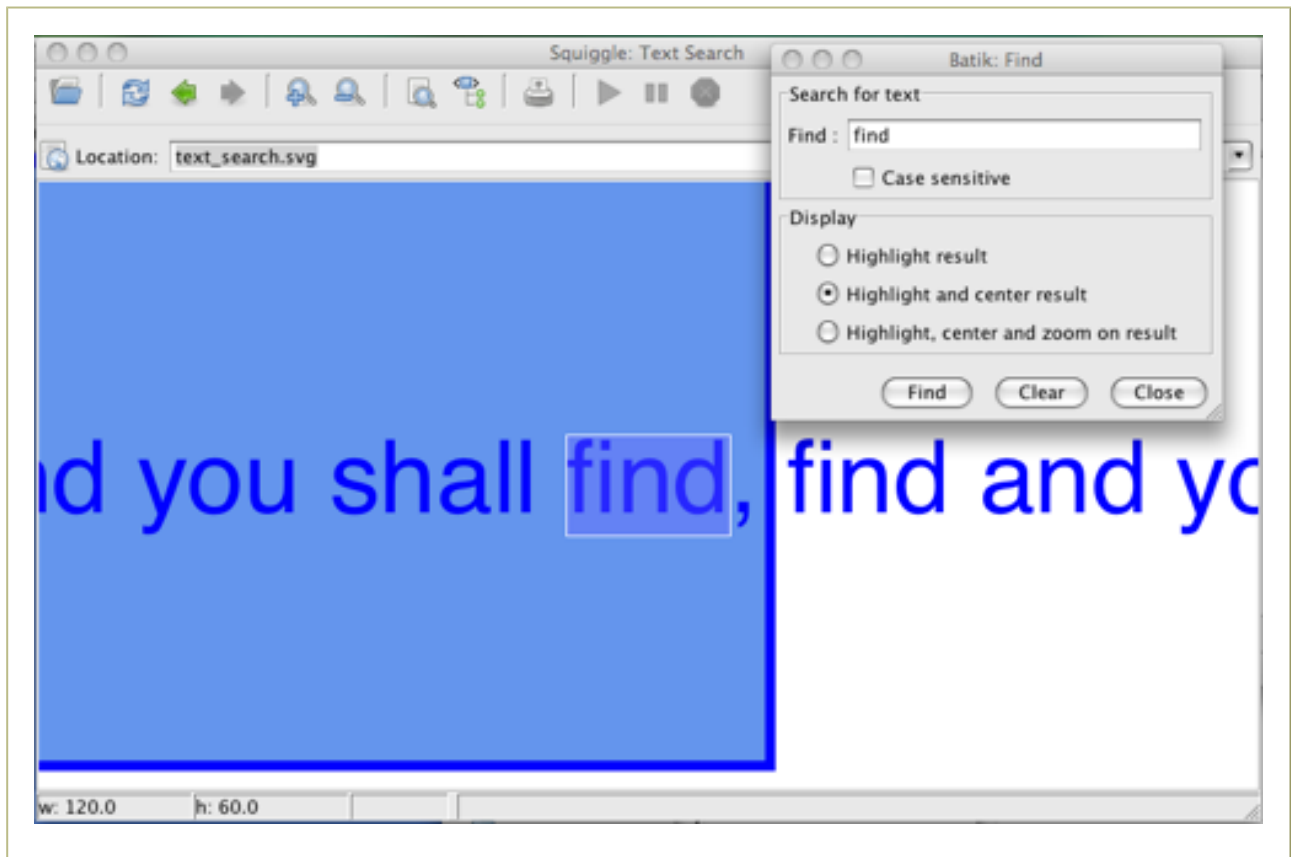 Squiggle: Text Search
Batik: Find
Search for text
Find : find
Case sensitive
Location: text_search.svg
Display
Highlight result
Highlight and center result
Highlight, center and zoom on result
Find Clear Close
nd you shall find, find and yo
w: 120.0 h: 60.0